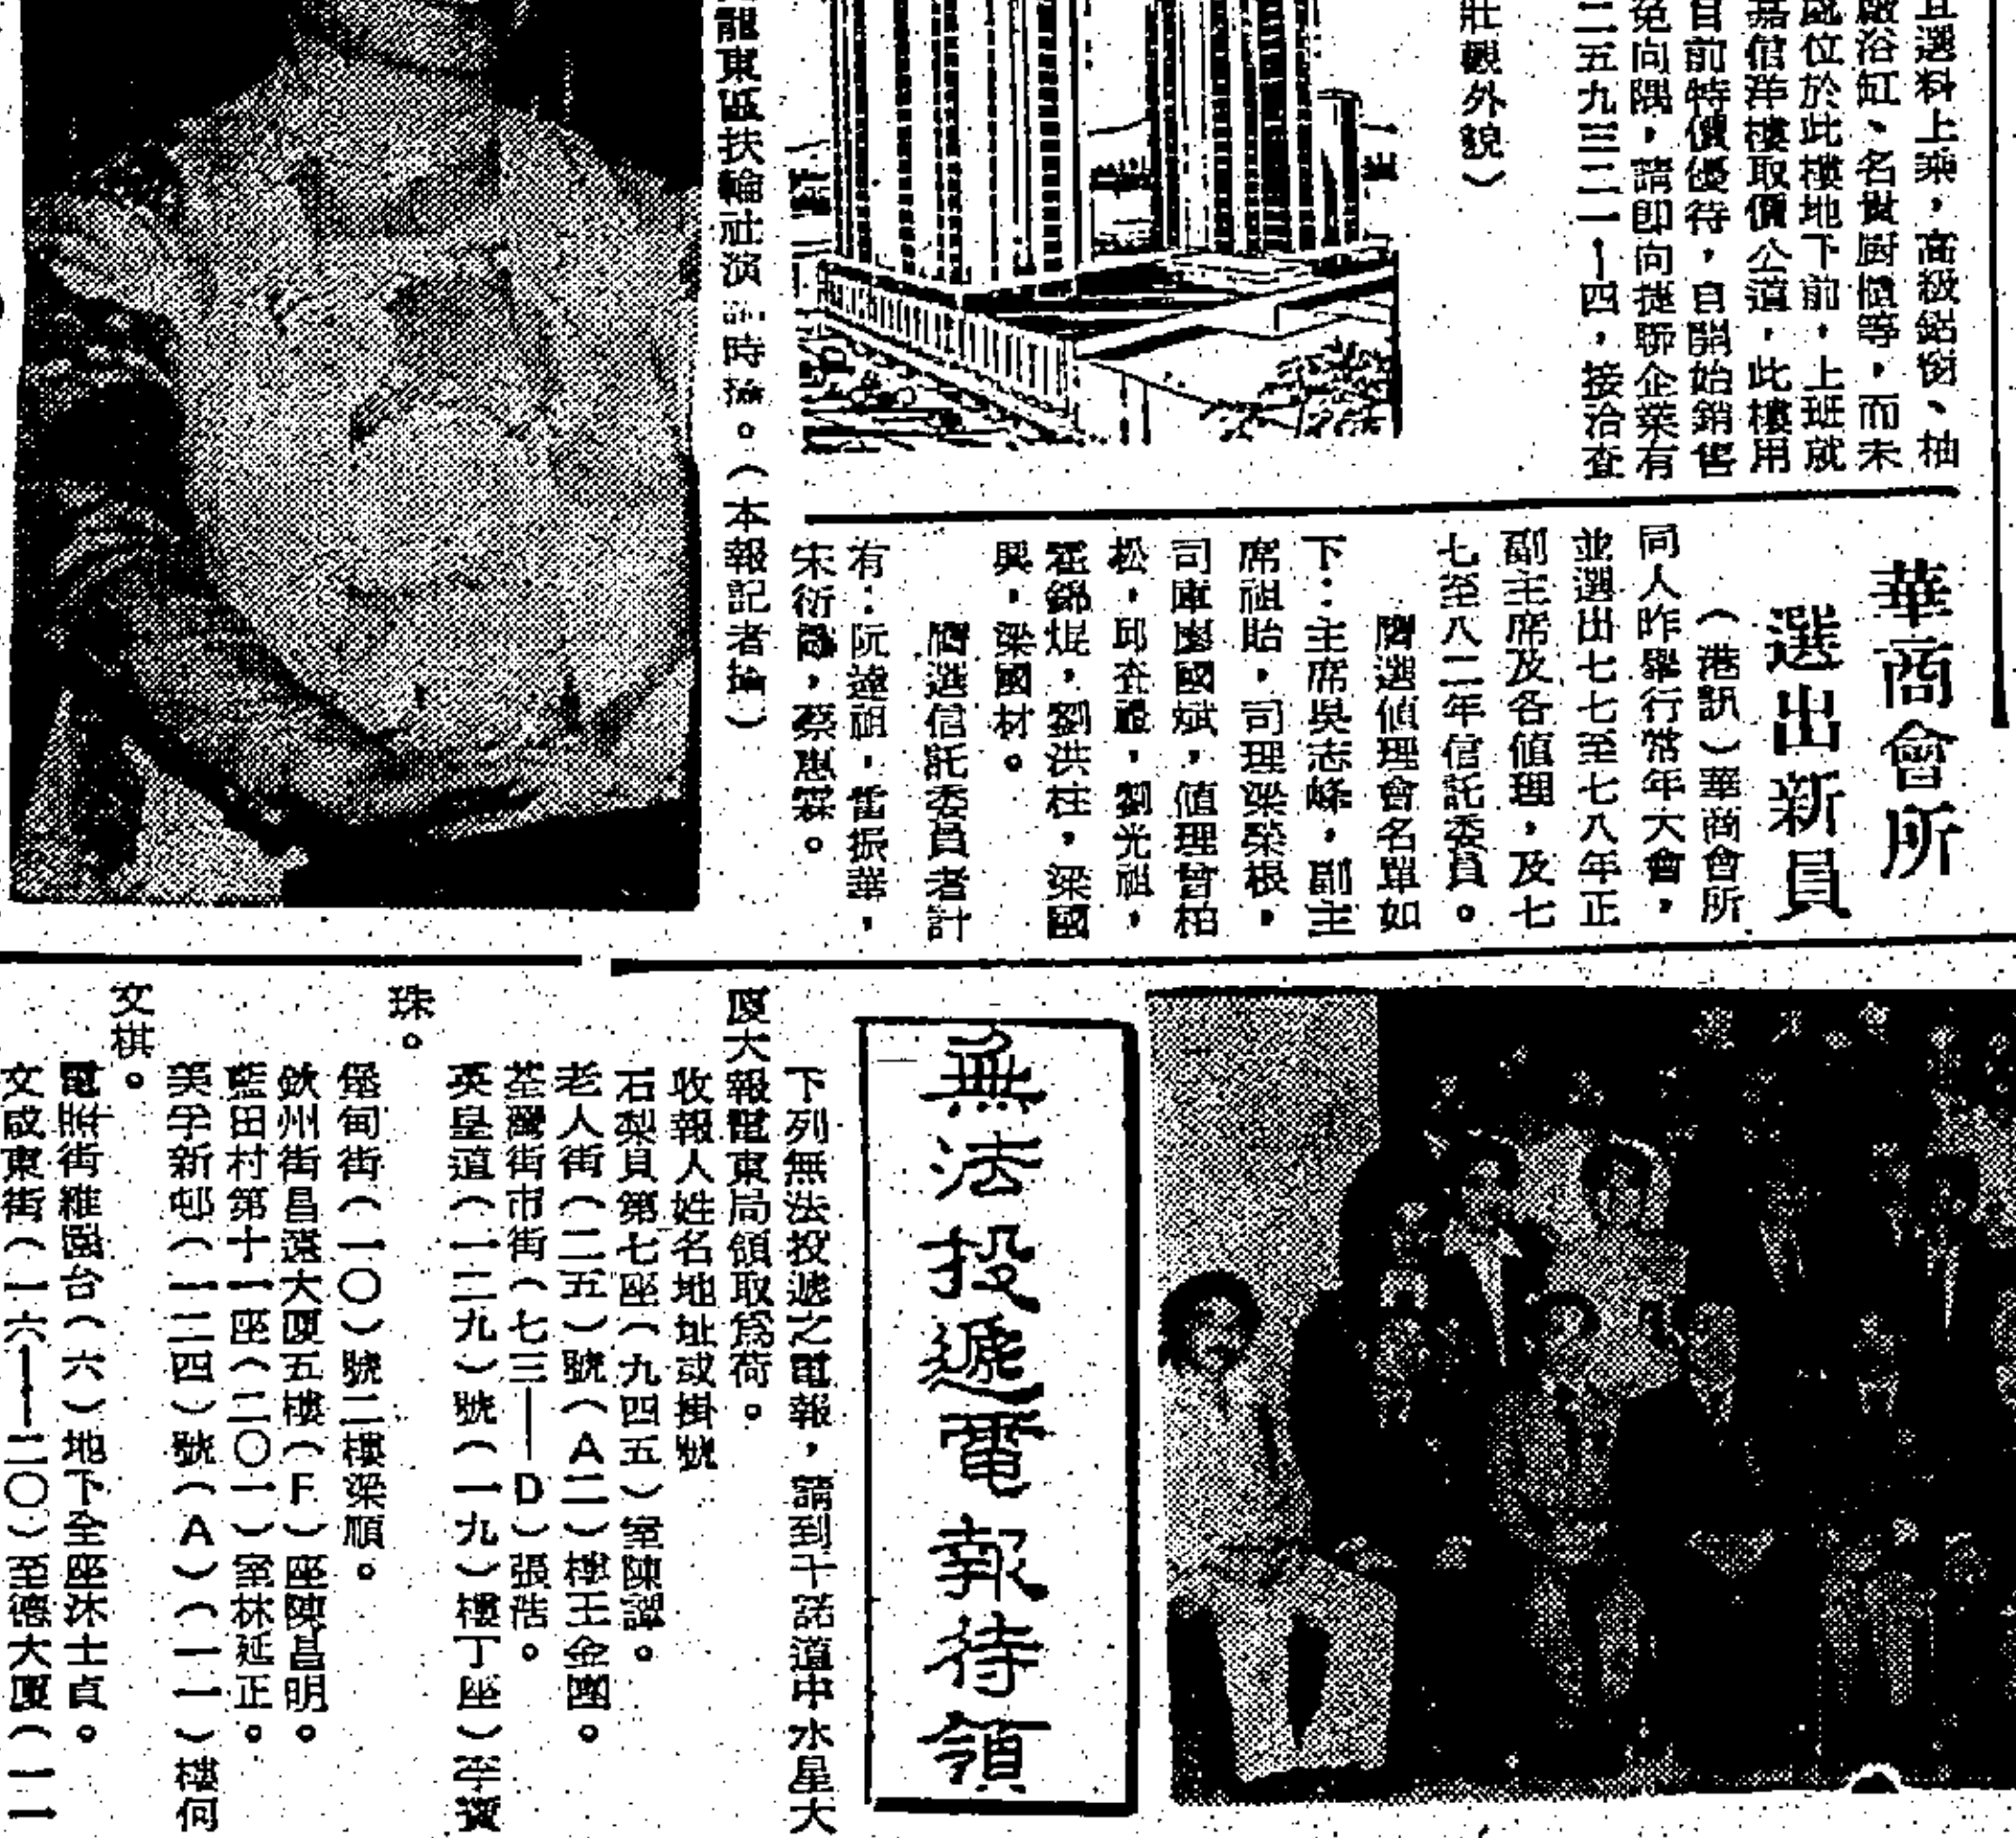 且選料上乘，高級鋁窗、柚
廠浴缸、名貴厨櫃等，而未
處位於此樓地下前，上班就
嘉信洋樓取價公道，此樓用
目前特價優待，自開始銷售
免向隅，請即向捷聯企業有
二五九三二一—四，接洽查
壯觀外貌）
龍東區扶輪社演講時攝。（本報記者攝）
華商會所
選出新員
（港訊）華商會所
同人昨舉行常年大會，
並選出七七至七八年正
副主席及各值理，及七
七至八二年信託委員。
膺選值理會名單如
下：主席吳志峰，副主
席祖貽，司理梁榮根，
司庫廖國斌，值理曾柏
松，邱禮，劉光祖，
霍錦焜，劉洪柱，梁國
興，梁國材。
膺選信託委員者計
有：阮達祖，雷振華，
宋衍，蔡惠霖。
無法投遞電報待領
下列無法投遞之電報，請到干諾道中水星大
廈大報電東局領取爲荷。
收報人姓名地址或掛號
石梨貝第七座（九四五）室陳譚。
老人街（二五）號（A二）樓王金團。
荃灣街市街（七三——D）張浩。
英皇道（一二九）號（一九）樓丁座）李寶
珠。
堡甸街（一〇）號二樓梁順。
欽州街昌遠大廈五樓（F）座陳昌明。
藍田村第十一座（二〇一）室林延正。
美孚新邨（一二四）號（A）（一一）樓何
文棋。
電照街維園台（六）地下全座沐士貞。
文咸東街（一六——二〇）至德大廈（一一